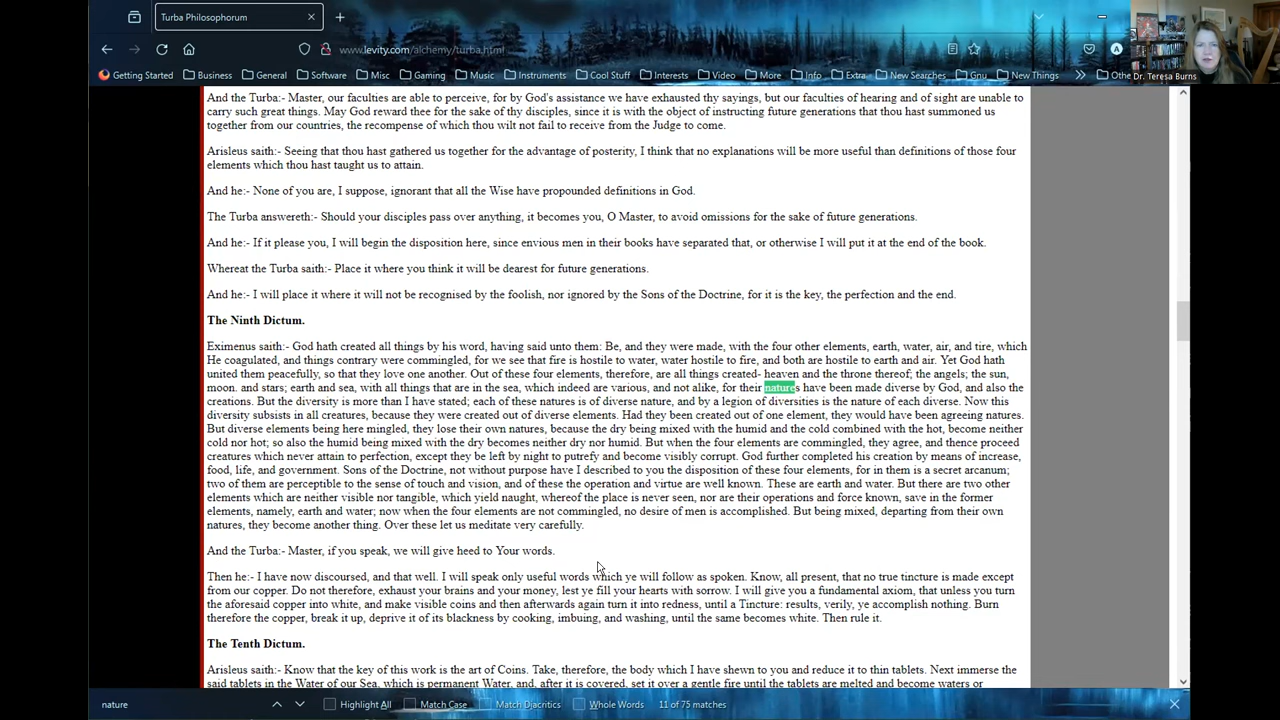 Turba Philosophorum
www.levity.com/alchemy/turba.html
Getting Started Business General Software Misc Gaming Music Instruments Cool Stuff Interests Video More Info Extra New Searches Gnu New Things Othe
Dr. Teresa Burns
And the Turba:- Master, our faculties are able to perceive, for by God's assistance we have exhausted thy sayings, but our faculties of hearing and of sight are unable to
carry such great things. May God reward thee for the sake of thy disciples, since it is with the object of instructing future generations that thou hast summoned us
together from our countries, the recompense of which thou wilt not fail to receive from the Judge to come.
Arisleus saith:- Seeing that thou hast gathered us together for the advantage of posterity, I think that no explanations will be more useful than definitions of those four
elements which thou hast taught us to attain.
And he:- None of you are, I suppose, ignorant that all the Wise have propounded definitions in God.
The Turba answereth:- Should your disciples pass over anything, it becomes you, O Master, to avoid omissions for the sake of future generations.
And he:- If it please you, I will begin the disposition here, since envious men in their books have separated that, or otherwise I will put it at the end of the book.
Whereat the Turba saith:- Place it where you think it will be dearest for future generations.
And he:- I will place it where it will not be recognised by the foolish, nor ignored by the Sons of the Doctrine, for it is the key, the perfection and the end.
The Ninth Dictum.
Eximenus saith:- God hath created all things by his word, having said unto them: Be, and they were made, with the four other elements, earth, water, air, and tire, which
He coagulated, and things contrary were commingled, for we see that fire is hostile to water, water hostile to fire, and both are hostile to earth and air. Yet God hath
united them peacefully, so that they love one another. Out of these four elements, therefore, are all things created- heaven and the throne thereof; the angels; the sun,
moon. and stars; earth and sea, with all things that are in the sea, which indeed are various, and not alike, for their natures have been made diverse by God, and also the
creations. But the diversity is more than I have stated; each of these natures is of diverse nature, and by a legion of diversities is the nature of each diverse. Now this
diversity subsists in all creatures, because they were created out of diverse elements. Had they been created out of one element, they would have been agreeing natures.
But diverse elements being here mingled, they lose their own natures, because the dry being mixed with the humid and the cold combined with the hot, become neither
cold nor hot; so also the humid being mixed with the dry becomes neither dry nor humid. But when the four elements are commingled, they agree, and thence proceed
creatures which never attain to perfection, except they be left by night to putrefy and become visibly corrupt. God further completed his creation by means of increase,
food, life, and government. Sons of the Doctrine, not without purpose have I described to you the disposition of these four elements, for in them is a secret arcanum;
two of them are perceptible to the sense of touch and vision, and of these the operation and virtue are well known. These are earth and water. But there are two other
elements which are neither visible nor tangible, which yield naught, whereof the place is never seen, nor are their operations and force known, save in the former
elements, namely, earth and water; now when the four elements are not commingled, no desire of men is accomplished. But being mixed, departing from their own
natures, they become another thing. Over these let us meditate very carefully.
And the Turba:- Master, if you speak, we will give heed to Your words.
Then he:- I have now discoursed, and that well. I will speak only useful words which ye will follow as spoken. Know, all present, that no true tincture is made except
from our copper. Do not therefore, exhaust your brains and your money, lest ye fill your hearts with sorrow. I will give you a fundamental axiom, that unless you turn
the aforesaid copper into white, and make visible coins and then afterwards again turn it into redness, until a Tincture: results, verily, ye accomplish nothing. Burn
therefore the copper, break it up, deprive it of its blackness by cooking, imbuing, and washing, until the same becomes white. Then rule it.
The Tenth Dictum.
Arisleus saith:- Know that the key of this work is the art of Coins. Take, therefore, the body which I have shewn to you and reduce it to thin tablets. Next immerse the
said tablets in the Water of our Sea, which is permanent Water, and, after it is covered, set it over a gentle fire until the tablets are melted and become waters or
nature Highlight All Match Case Match Diacritics Whole Words 11 of 75 matches